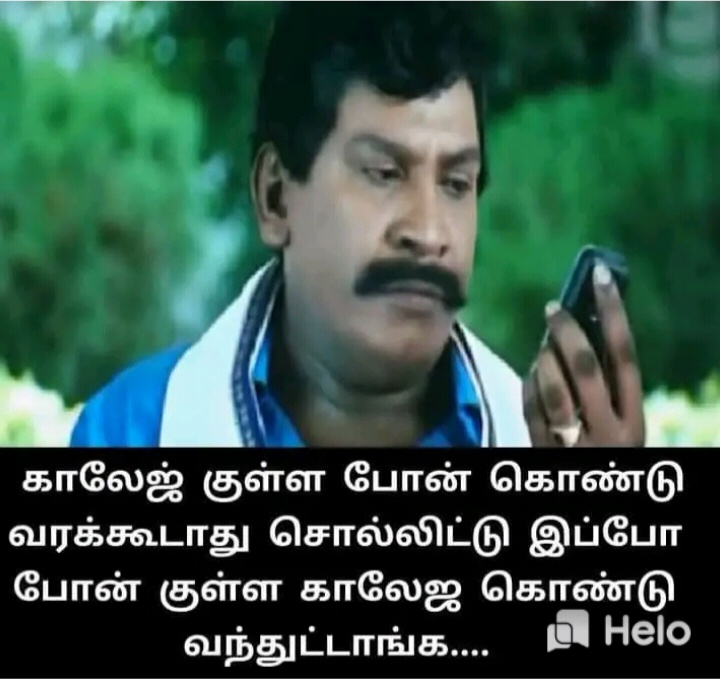 காலேஜ் குள்ள போன் கொண்டு
வரக்கூடாது சொல்லிட்டு இப்போ
போன் குள்ள காலேஜ கொண்டு
வந்துட்டாங்க....
Helo